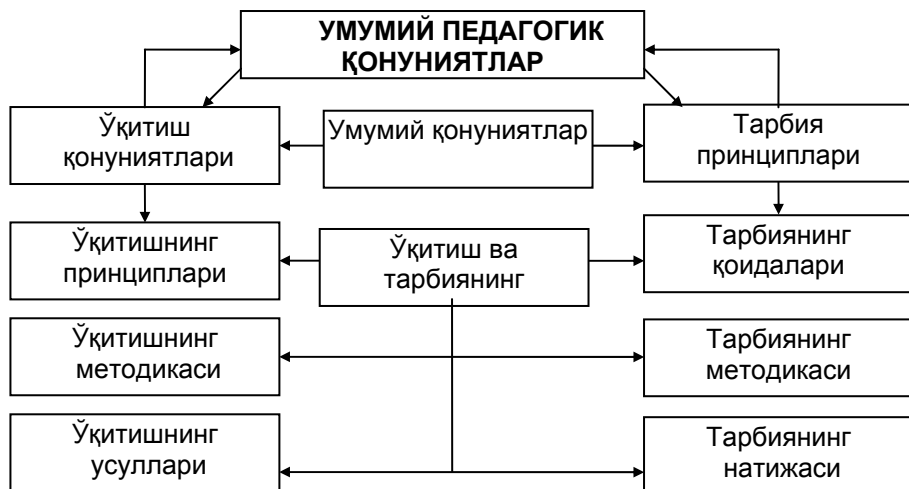 УМУМИЙ ПЕДАГОГИК
ҚОНУНИЯТЛАР
Ўқитиш
қонуниятлари
Умумий қонуниятлар
Тарбия
принциплари
Ўқитишнинг
принциплари
Ўқитиш ва
тарбиянинг
Тарбиянинг
қоидалари
Ўқитишнинг
методикаси
Тарбиянинг
методикаси
Ўқитишнинг
усуллари
Тарбиянинг
натижаси